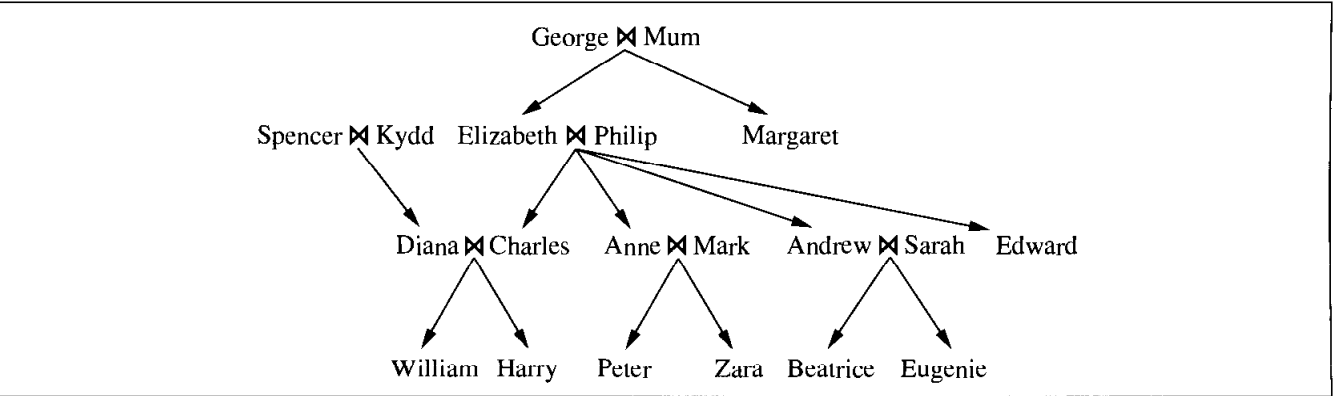 George ⋈ Mum
Spencer ⋈ Kydd Elizabeth ⋈ Philip Margaret
Diana ⋈ Charles Anne ⋈ Mark Andrew ⋈ Sarah Edward
William Harry Peter Zara Beatrice Eugenie